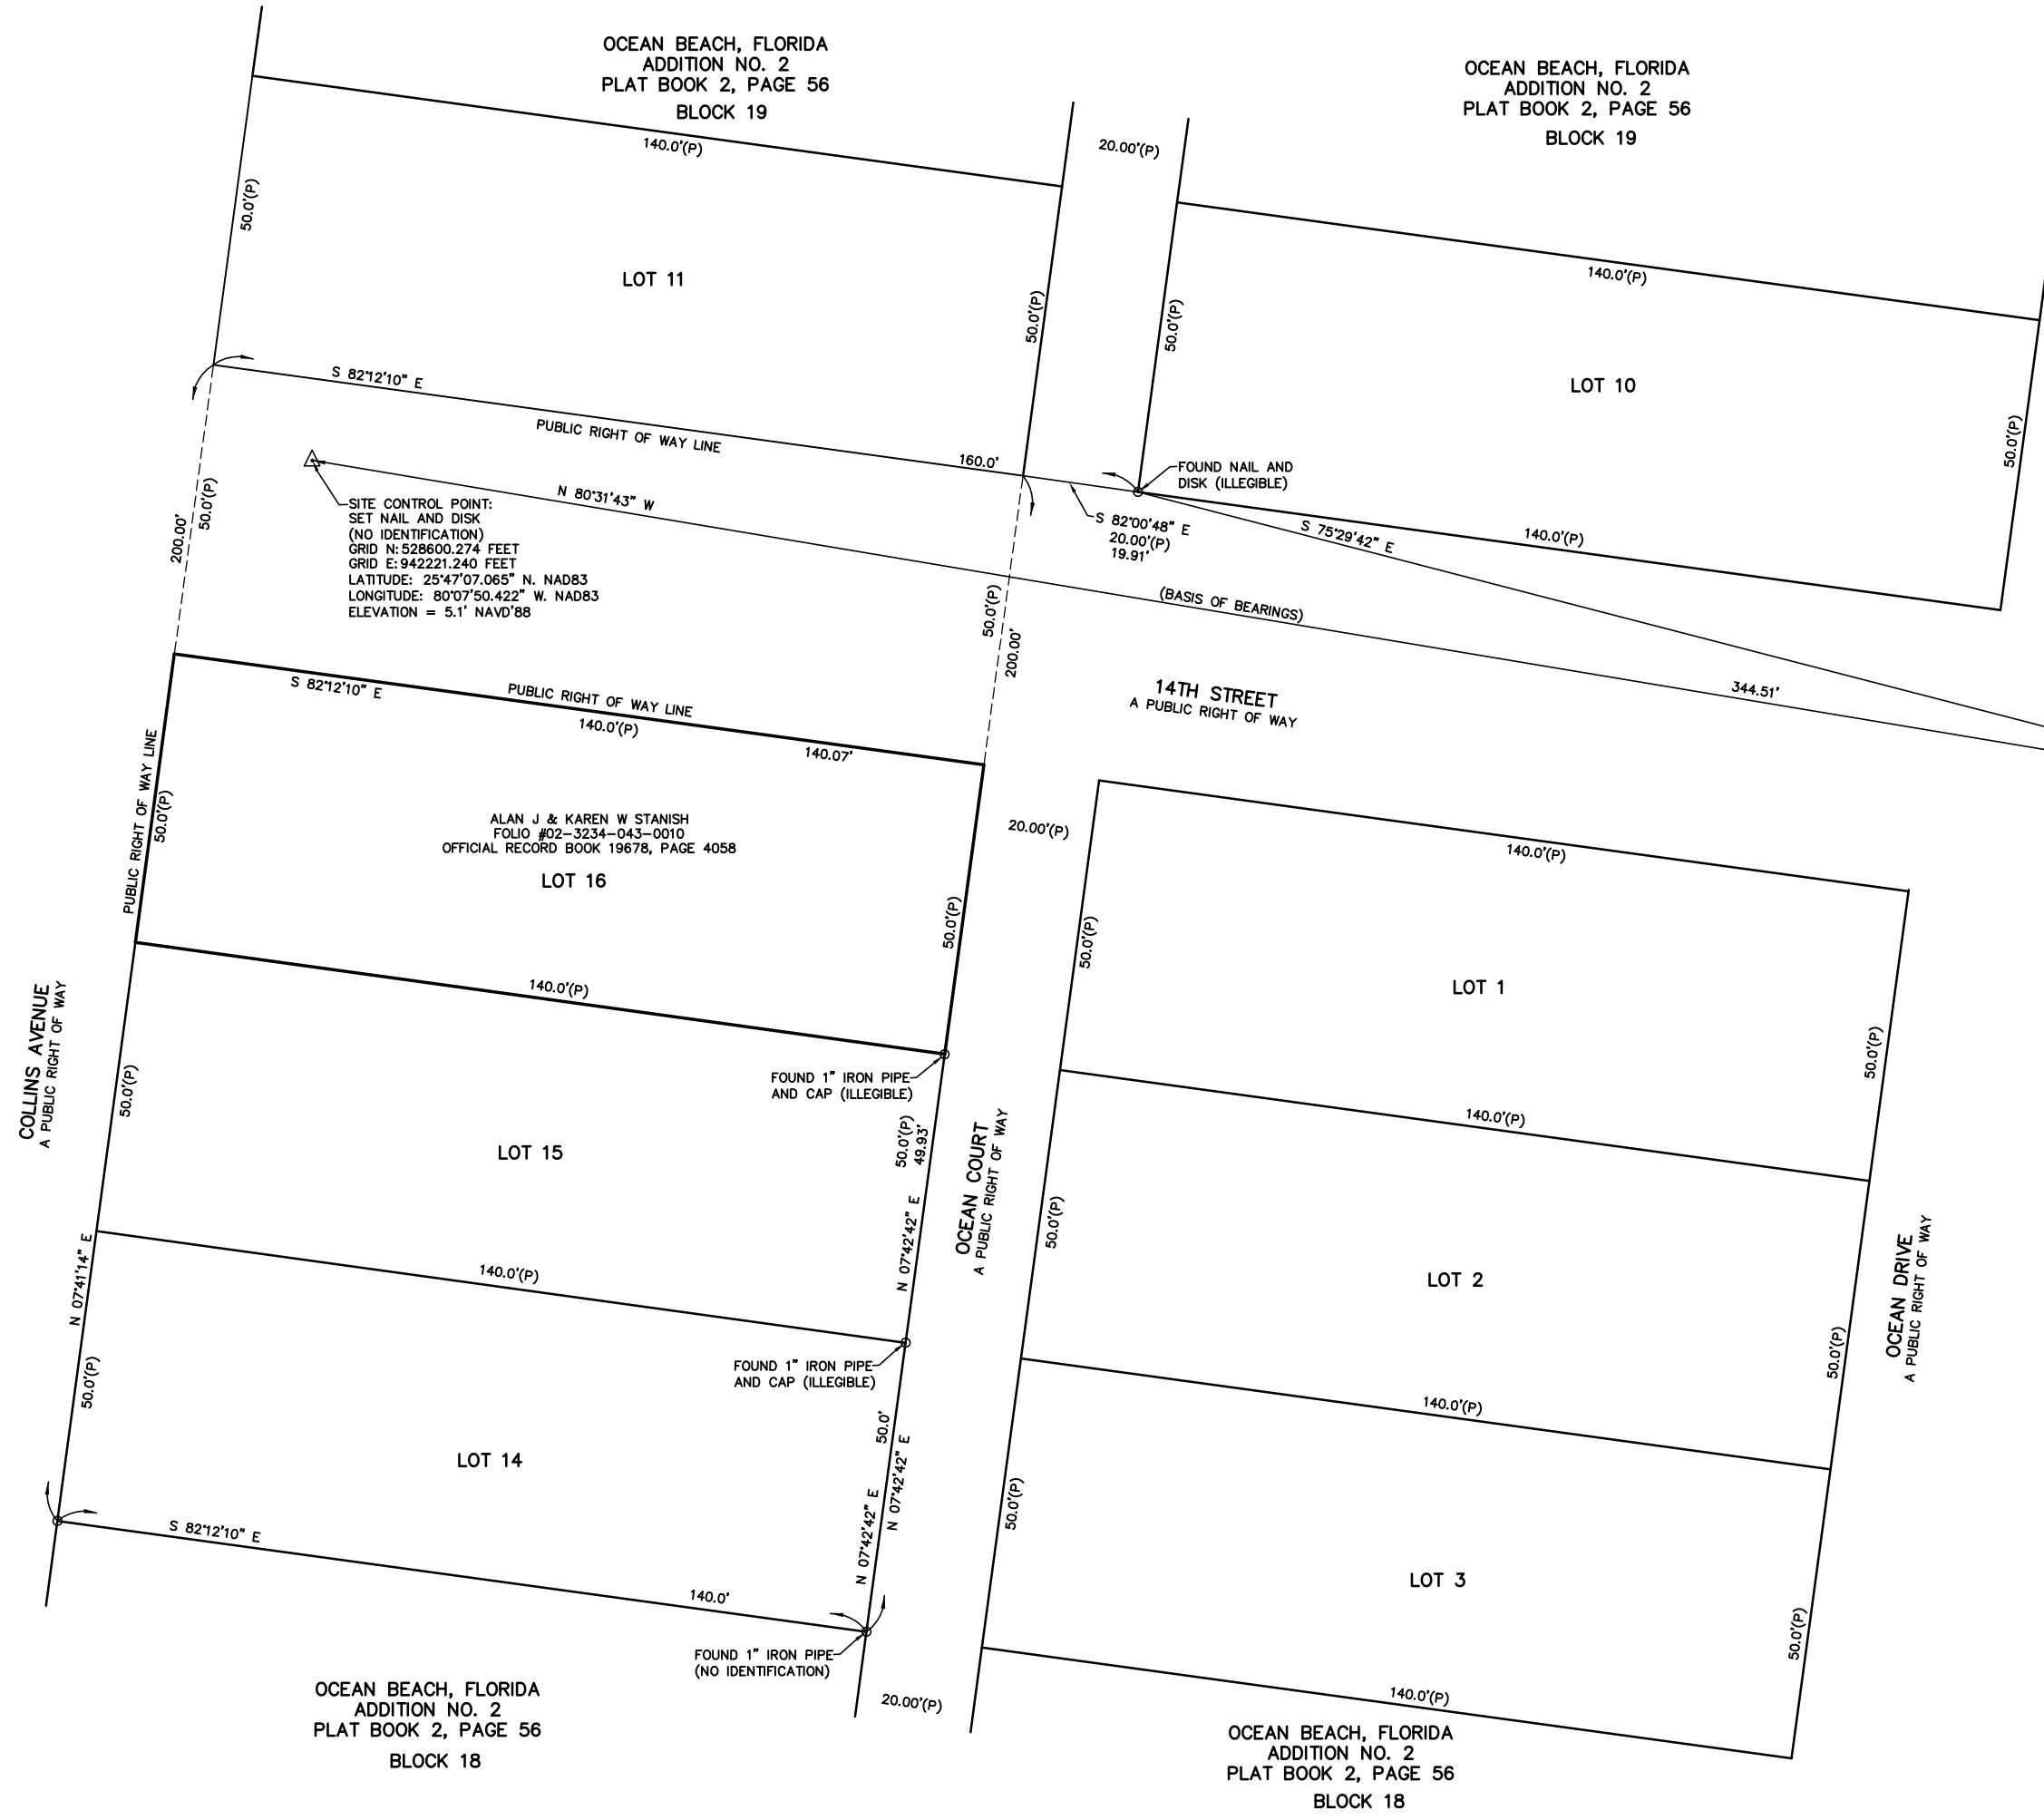 OCEAN BEACH, FLORIDA
ADDITION NO. 2
PLAT BOOK 2, PAGE 56
BLOCK 19
OCEAN BEACH, FLORIDA
ADDITION NO. 2
PLAT BOOK 2, PAGE 56
BLOCK 19
140.0'(P)
20.00'(P)
50.0'(P)
LOT 11
50.0'(P)
50.0'(P)
140.0'(P)
LOT 10
50.0'(P)
S 82°12'10" E
PUBLIC RIGHT OF WAY LINE
160.0'
FOUND NAIL AND
DISK (ILLEGIBLE)
S 82°00'48" E
20.00'(P)
19.91'
S 75°29'42" E
140.0'(P)
N 80°31'43" W
(BASIS OF BEARINGS)
344.51'
50.0'(P)
200.00'
SITE CONTROL POINT:
SET NAIL AND DISK
(NO IDENTIFICATION)
GRID N: 528600.274 FEET
GRID E: 942221.240 FEET
LATITUDE: 25°47'07.065" N. NAD83
LONGITUDE: 80°07'50.422" W. NAD83
ELEVATION = 5.1' NAVD'88
50.0'(P)
200.00'
14TH STREET
A PUBLIC RIGHT OF WAY
S 82°12'10" E
PUBLIC RIGHT OF WAY LINE
140.0'(P)
140.07'
PUBLIC RIGHT OF WAY LINE
50.0'(P)
ALAN J & KAREN W STANISH
FOLIO #02-3234-043-0010
OFFICIAL RECORD BOOK 19678, PAGE 4058
LOT 16
50.0'(P)
20.00'(P)
140.0'(P)
50.0'(P)
LOT 1
50.0'(P)
140.0'(P)
COLLINS AVENUE
A PUBLIC RIGHT OF WAY
50.0'(P)
FOUND 1" IRON PIPE
AND CAP (ILLEGIBLE)
LOT 15
50.0'(P)
49.93'
N 07°42'42" E
OCEAN COURT
A PUBLIC RIGHT OF WAY
140.0'(P)
50.0'(P)
LOT 2
50.0'(P)
OCEAN DRIVE
A PUBLIC RIGHT OF WAY
N 07°41'14" E
140.0'(P)
50.0'(P)
FOUND 1" IRON PIPE
AND CAP (ILLEGIBLE)
140.0'(P)
LOT 14
50.0'
N 07°42'42" E
N 07°42'42" E
50.0'(P)
LOT 3
50.0'(P)
S 82°12'10" E
140.0'
FOUND 1" IRON PIPE
(NO IDENTIFICATION)
20.00'(P)
140.0'(P)
OCEAN BEACH, FLORIDA
ADDITION NO. 2
PLAT BOOK 2, PAGE 56
BLOCK 18
OCEAN BEACH, FLORIDA
ADDITION NO. 2
PLAT BOOK 2, PAGE 56
BLOCK 18